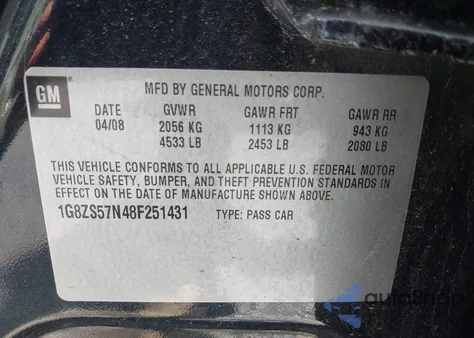 GM
MFD BY GENERAL MOTORS CORP.
DATE GVWR GAWR FRT GAWR RR
04/08 2056 KG 1113 KG 943 KG
4533 LB 2453 LB 2080 LB
THIS VEHICLE CONFORMS TO ALL APPLICABLE U.S. FEDERAL MOTOR
VEHICLE SAFETY, BUMPER, AND THEFT PREVENTION STANDARDS IN
EFFECT ON THE DATE OF MANUFACTURE SHOWN ABOVE.
1G8ZS57N48F251431 TYPE: PASS CAR
autoSnap